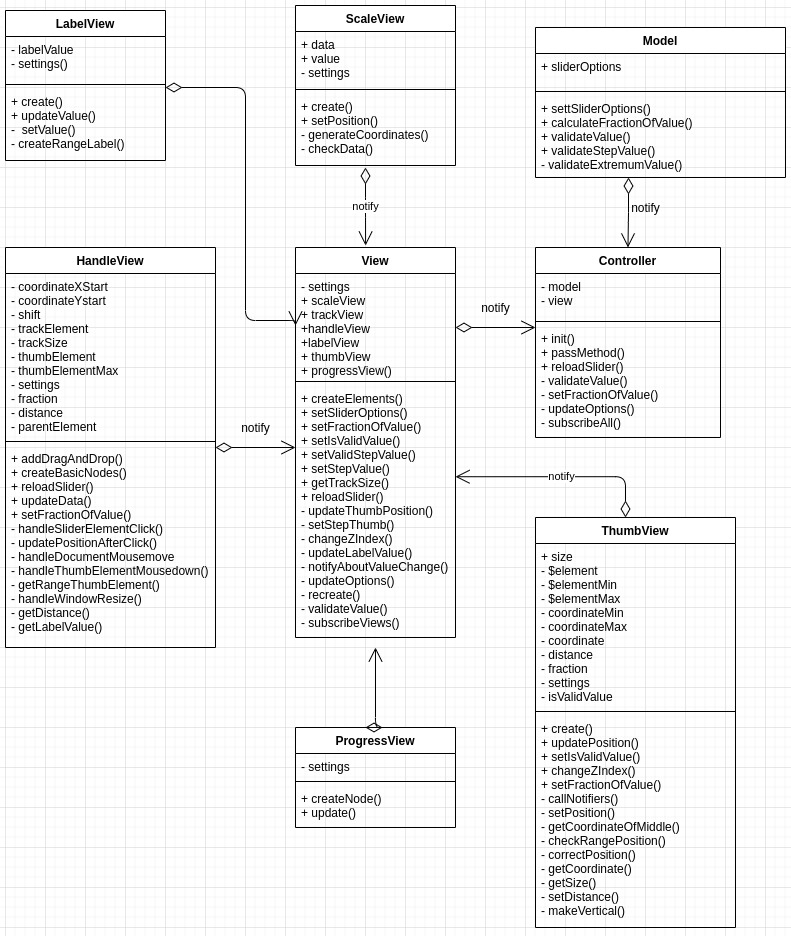 LabelView
- labelValue
- settings()
+ create()
+ updateValue()
-  setValue()
- createRangeLabel()
ScaleView
+ data
+ value
- settings
+ create()
+ setPosition()
- generateCoordinates()
- checkData()
Model
+ sliderOptions
+ settSliderOptions()
+ calculateFractionOfValue()
+ validateValue()
+ validateStepValue()
- validateExtremumValue()
notify
notify
HandleView
- coordinateXStart
- coordinateYstart
- shift
- trackElement
- trackSize
- thumbElement
- thumbElementMax
- settings
- fraction
- distance
- parentElement
+ addDragAndDrop()
+ createBasicNodes()
+ reloadSlider()
+ updateData()
+ setFractionOfValue()
- handleSliderElementClick()
- updatePositionAfterClick()
- handleDocumentMousemove
- handleThumbElementMousedown()
- getRangeThumbElement()
- handleWindowResize()
- getDistance()
- getLabelValue()
notify
View
- settings
+ scaleView
+ trackView
+handleView
+labelView
+ thumbView
+ progressView()
+ createElements()
+ setSliderOptions()
+ setFractionOfValue()
+ setIsValidValue()
+ setValidStepValue()
+ setStepValue()
+ getTrackSize()
+ reloadSlider()
- updateThumbPosition()
- setStepThumb()
- changeZIndex()
- updateLabelValue()
- notifyAboutValueChange()
- updateOptions()
- recreate()
- validateValue()
- subscribeViews()
notify
Controller
- model
- view
+ init()
+ passMethod()
+ reloadSlider()
- validateValue()
- setFractionOfValue()
- updateOptions()
- subscribeAll()
notify
ThumbView
+ size
- $element
- $elementMin
- $elementMax
- coordinateMin
- coordinateMax
- coordinate
- distance
- fraction
- settings
- isValidValue
+ create()
+ updatePosition()
+ setIsValidValue()
+ changeZIndex()
+ setFractionOfValue()
- callNotifiers()
- setPosition()
- getCoordinateOfMiddle()
- checkRangePosition()
- correctPosition()
- getCoordinate()
- getSize()
- setDistance()
- makeVertical()
ProgressView
- settings
+ createNode()
+ update()